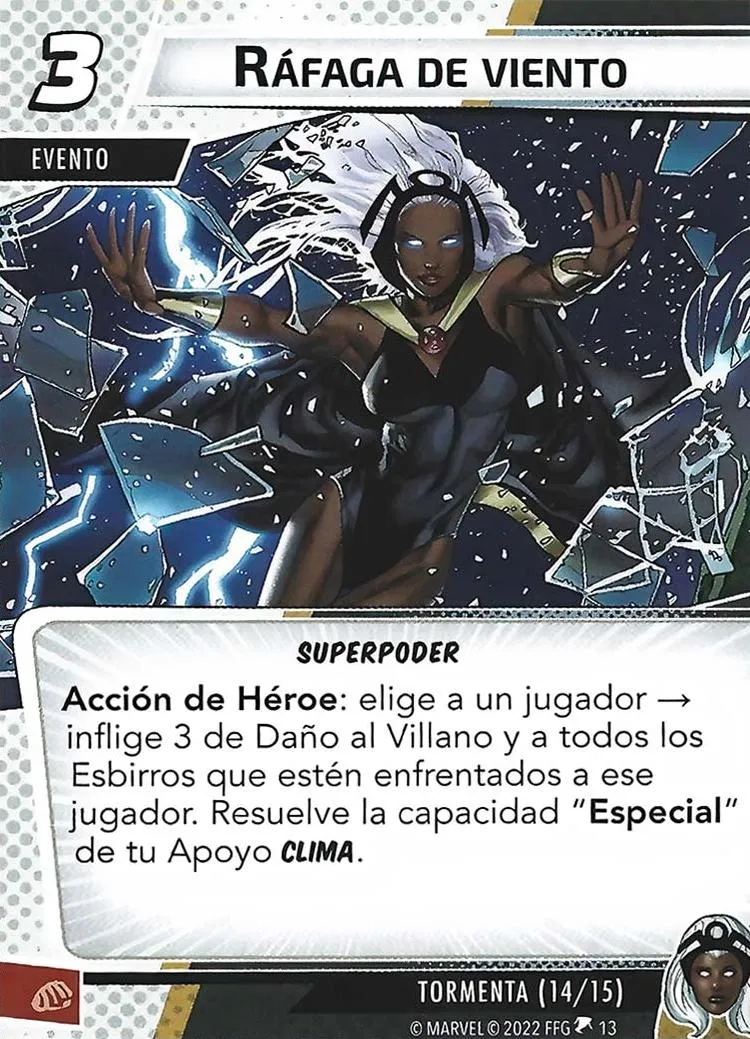 3
RÁFAGA DE VIENTO
EVENTO
SUPERPODER
Acción de Héroe: elige a un jugador →
inflige 3 de Daño al Villano y a todos los
Esbirros que estén enfrentados a ese
jugador. Resuelve la capacidad “Especial”
de tu Apoyo CLIMA.
TORMENTA (14/15)
© MARVEL © 2022 FFG 13